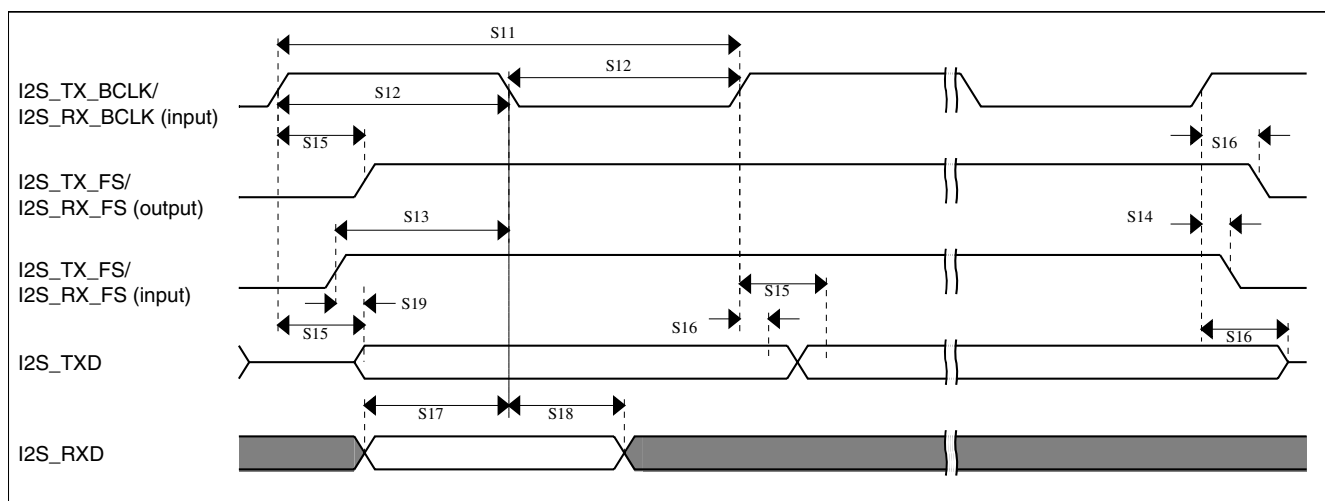 S11
I2S_TX_BCLK/
I2S_RX_BCLK (input)
S12
S12
S15
S16
I2S_TX_FS/
I2S_RX_FS (output)
S13
S14
I2S_TX_FS/
I2S_RX_FS (input)
S19
S15
S15
S16
S16
I2S_TXD
S17
S18
I2S_RXD